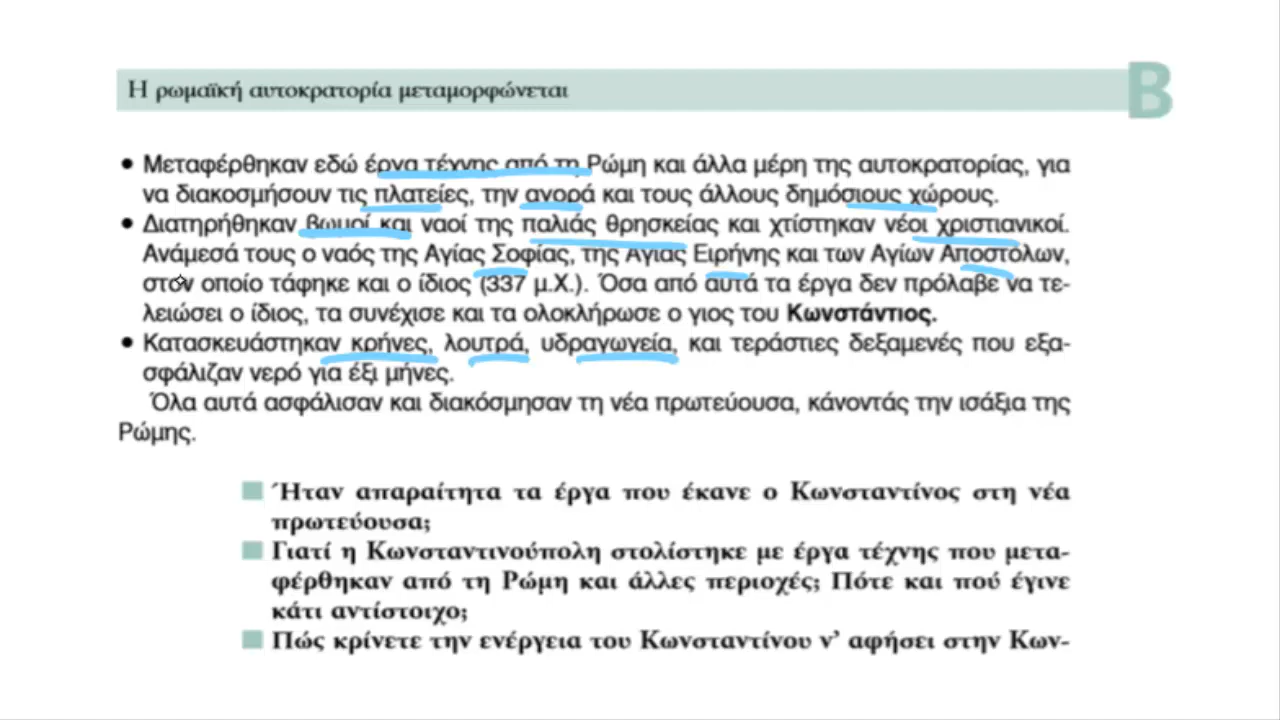 Η ρωμαϊκή αυτοκρατορία μεταμορφώνεται
Β
● Μεταφέρθηκαν εδώ έργα τέχνης από τη Ρώμη και άλλα μέρη της αυτοκρατορίας, για
να διακοσμήσουν τις πλατείες, την αγορά και τους άλλους δημόσιους χώρους.
● Διατηρήθηκαν βωμοί και ναοί της παλιάς θρησκείας και χτίστηκαν νέοι χριστιανικοί.
Ανάμεσά τους ο ναός της Αγίας Σοφίας, της Αγίας Ειρήνης και των Αγίων Αποστόλων,
στον οποίο τάφηκε και ο ίδιος (337 μ.Χ.). Όσα από αυτά τα έργα δεν πρόλαβε να τε-
λειώσει ο ίδιος, τα συνέχισε και τα ολοκλήρωσε ο γιος του Κωνστάντιος.
● Κατασκευάστηκαν κρήνες, λουτρά, υδραγωγεία, και τεράστιες δεξαμενές που εξα-
σφάλιζαν νερό για έξι μήνες.
Όλα αυτά ασφάλισαν και διακόσμησαν τη νέα πρωτεύουσα, κάνοντάς την ισάξια της
Ρώμης.
Ήταν απαραίτητα τα έργα που έκανε ο Κωνσταντίνος στη νέα
πρωτεύουσα;
Γιατί η Κωνσταντινούπολη στολίστηκε με έργα τέχνης που μετα-
φέρθηκαν από τη Ρώμη και άλλες περιοχές; Πότε και πού έγινε
κάτι αντίστοιχο;
Πώς κρίνετε την ενέργεια του Κωνσταντίνου ν’ αφήσει στην Κων-